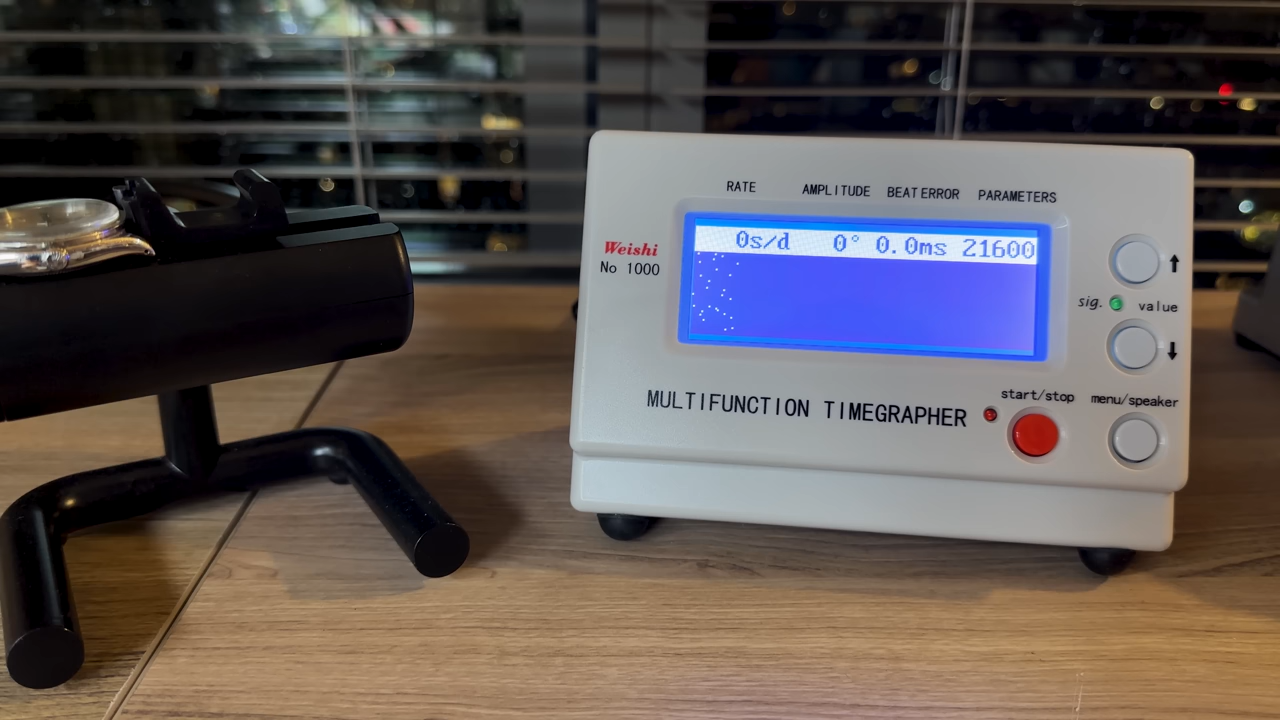 RATE AMPLITUDE BEAT ERROR PARAMETERS
0s/d 0° 0.0ms 21600
Weishi
No 1000
↑
sig. value
↓
start/stop menu/speaker
MULTIFUNCTION TIMEGRAPHER